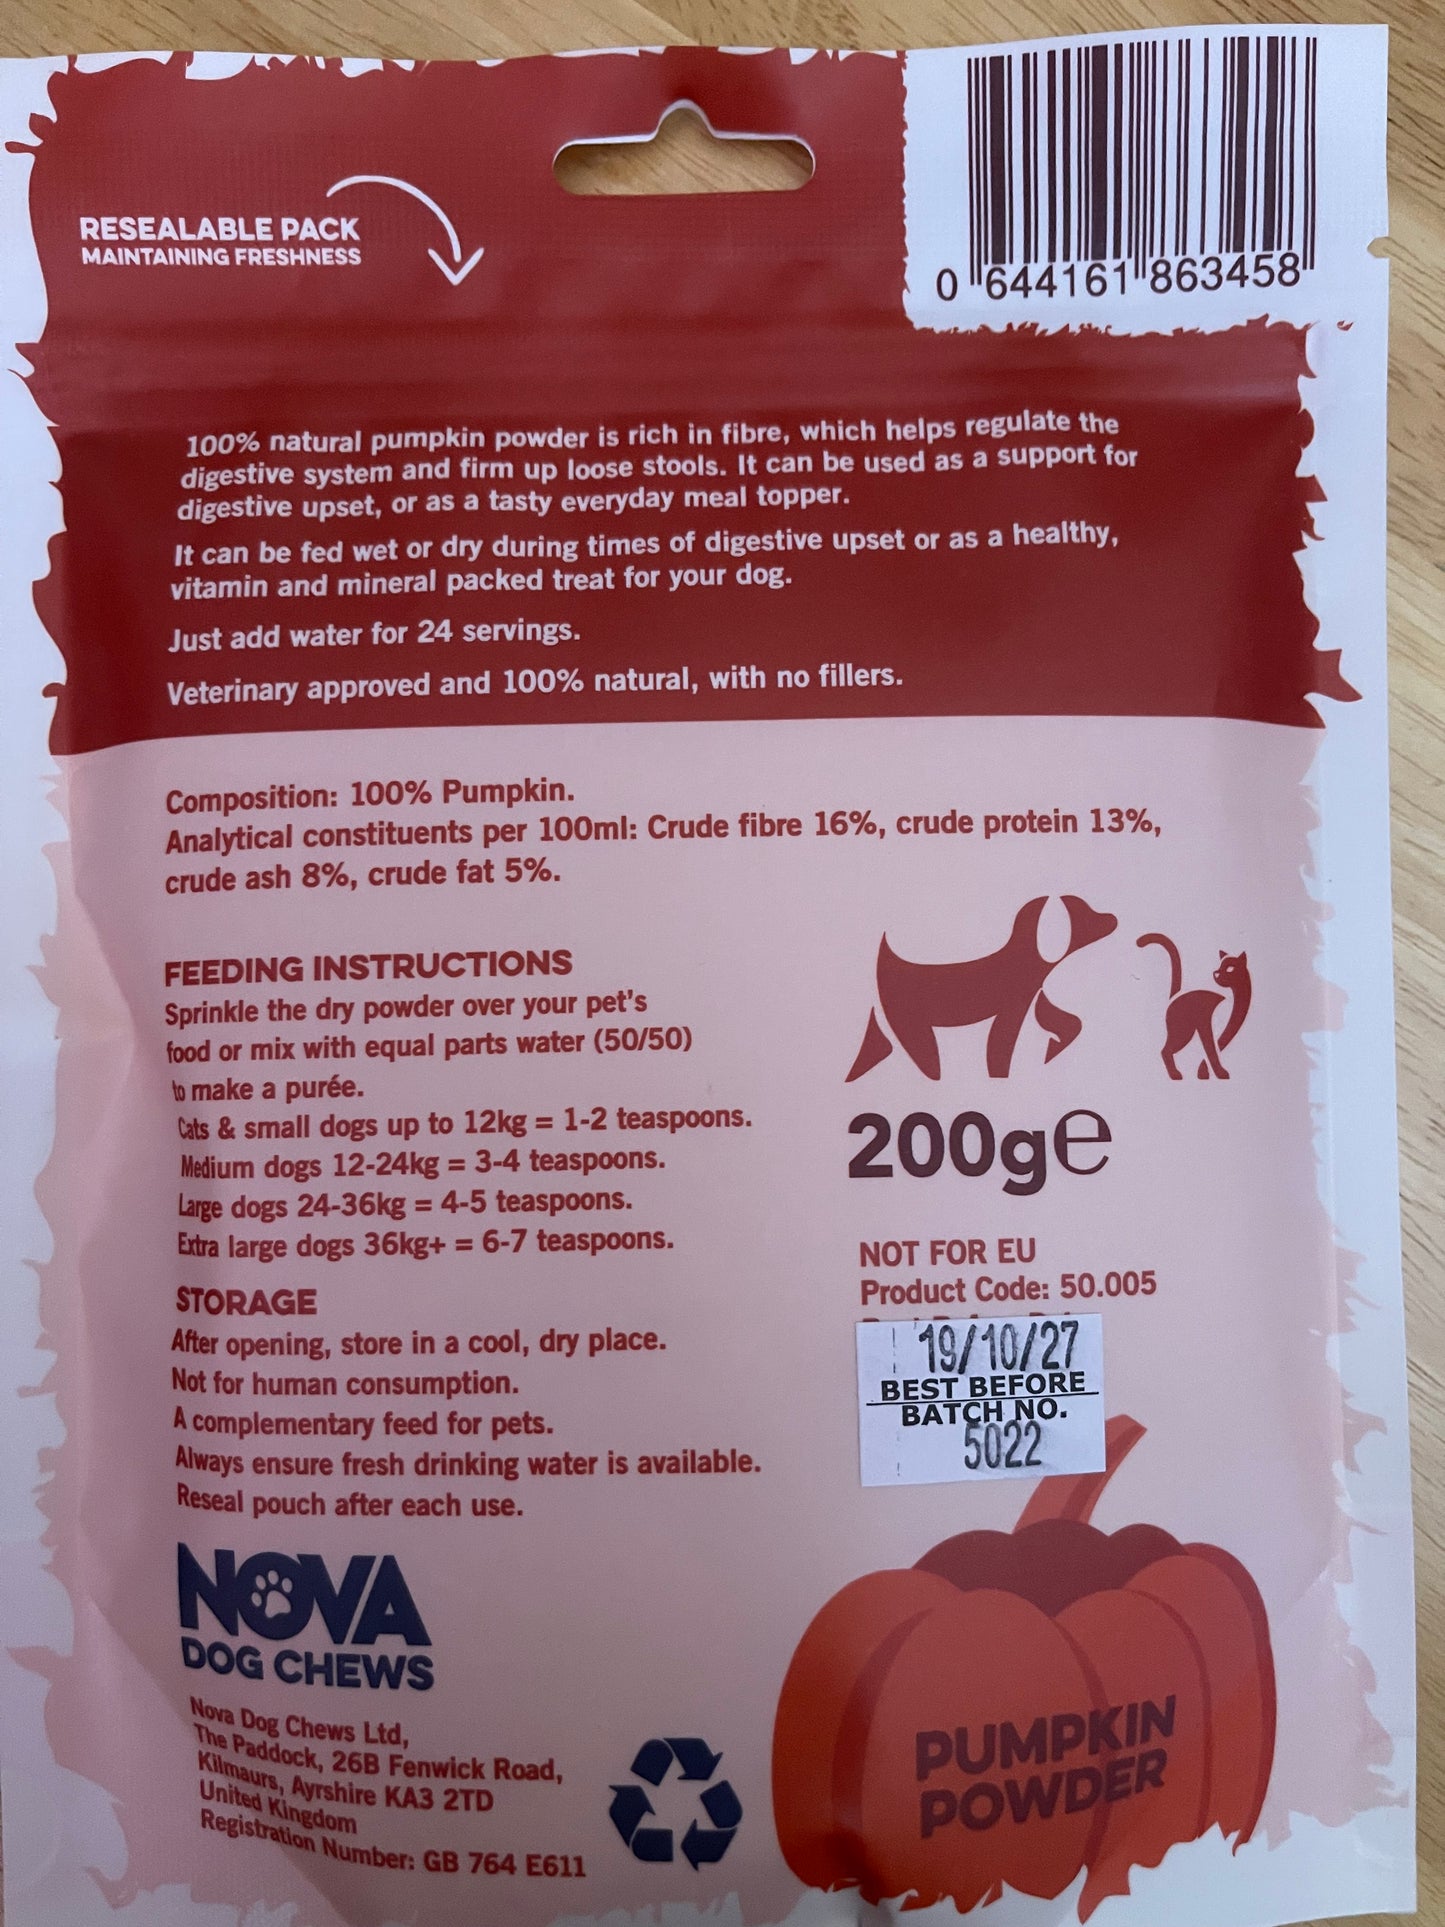 RESEALABLE PACK
MAINTAINING FRESHNESS
0 644161 863458
100% natural pumpkin powder is rich in fibre, which helps regulate the
digestive system and firm up loose stools. It can be used as a support for
digestive upset, or as a tasty everyday meal topper.
It can be fed wet or dry during times of digestive upset or as a healthy,
vitamin and mineral packed treat for your dog.
Just add water for 24 servings.
Veterinary approved and 100% natural, with no fillers.
Composition: 100% Pumpkin.
Analytical constituents per 100ml: Crude fibre 16%, crude protein 13%,
crude ash 8%, crude fat 5%.
FEEDING INSTRUCTIONS
Sprinkle the dry powder over your pet's
food or mix with equal parts water (50/50)
to make a purée.
Cats & small dogs up to 12kg = 1-2 teaspoons.
Medium dogs 12-24kg = 3-4 teaspoons.
Large dogs 24-36kg = 4-5 teaspoons.
Extra large dogs 36kg+ = 6-7 teaspoons.
STORAGE
After opening, store in a cool, dry place.
Not for human consumption.
A complementary feed for pets.
Always ensure fresh drinking water is available.
Reseal pouch after each use.
200g℮
NOT FOR EU
Product Code: 50.005
19/10/27
BEST BEFORE
BATCH NO.
5022
NOVA
DOG CHEWS
Nova Dog Chews Ltd,
The Paddock, 26B Fenwick Road,
Kilmaurs, Ayrshire KA3 2TD
United Kingdom
Registration Number: GB 764 E611
PUMPKIN
POWDER